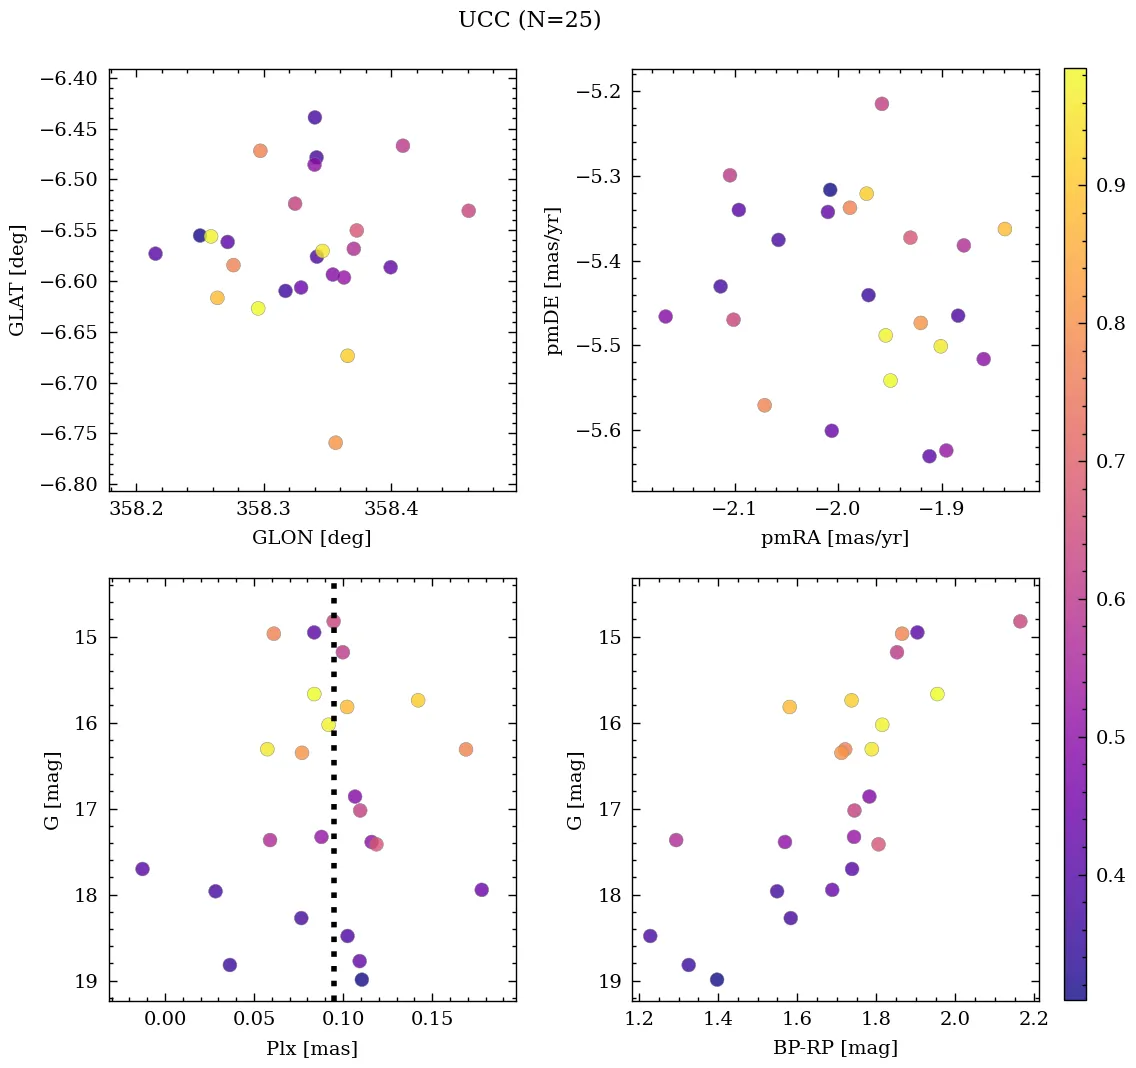 UCC (N=25)
−6.40
−6.45
−6.50
−6.55
−6.60
−6.65
−6.70
−6.75
−6.80
GLAT [deg]
358.2 358.3 358.4
GLON [deg]
−5.2
−5.3
−5.4
−5.5
−5.6
pmDE [mas/yr]
−2.1 −2.0 −1.9
pmRA [mas/yr]
15
16
17
18
19
G [mag]
0.00 0.05 0.10 0.15
Plx [mas]
15
16
17
18
19
G [mag]
1.2 1.4 1.6 1.8 2.0 2.2
BP-RP [mag]
0.9
0.8
0.7
0.6
0.5
0.4